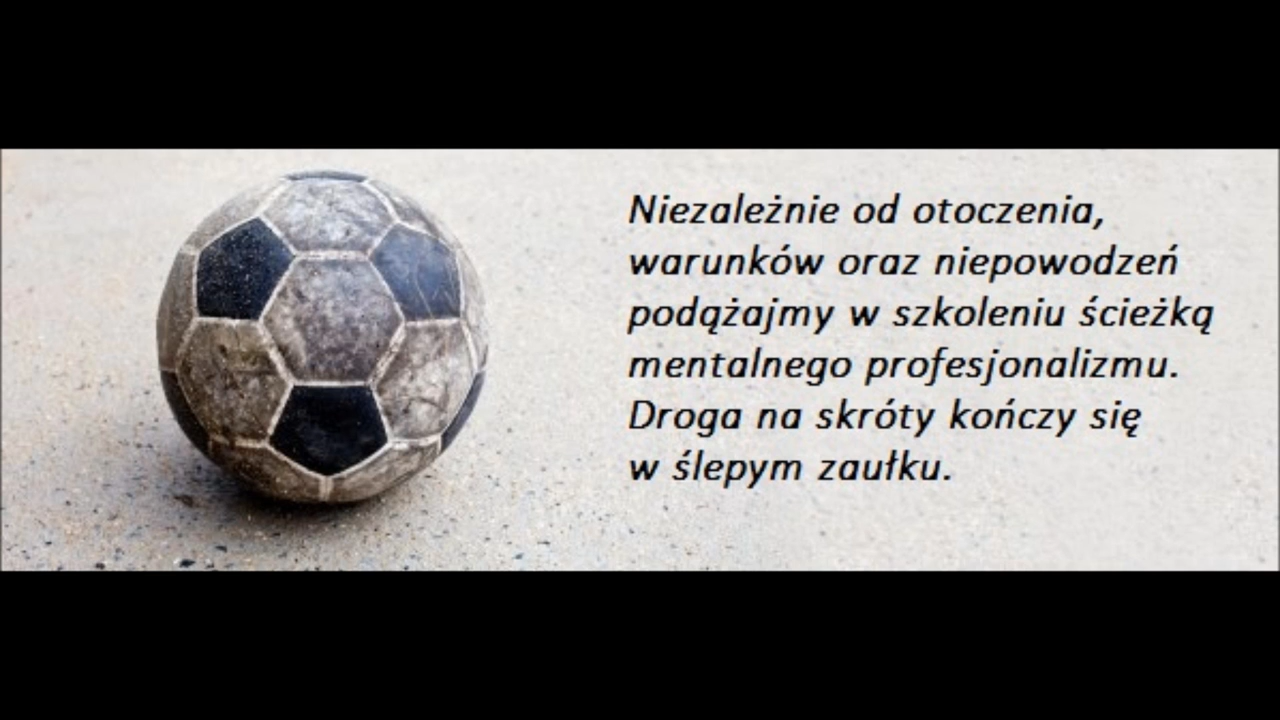 Niezależnie od otoczenia,
warunków oraz niepowodzeń
podążajmy w szkoleniu ścieżką
mentalnego profesjonalizmu.
Droga na skróty kończy się
w ślepym zaułku.